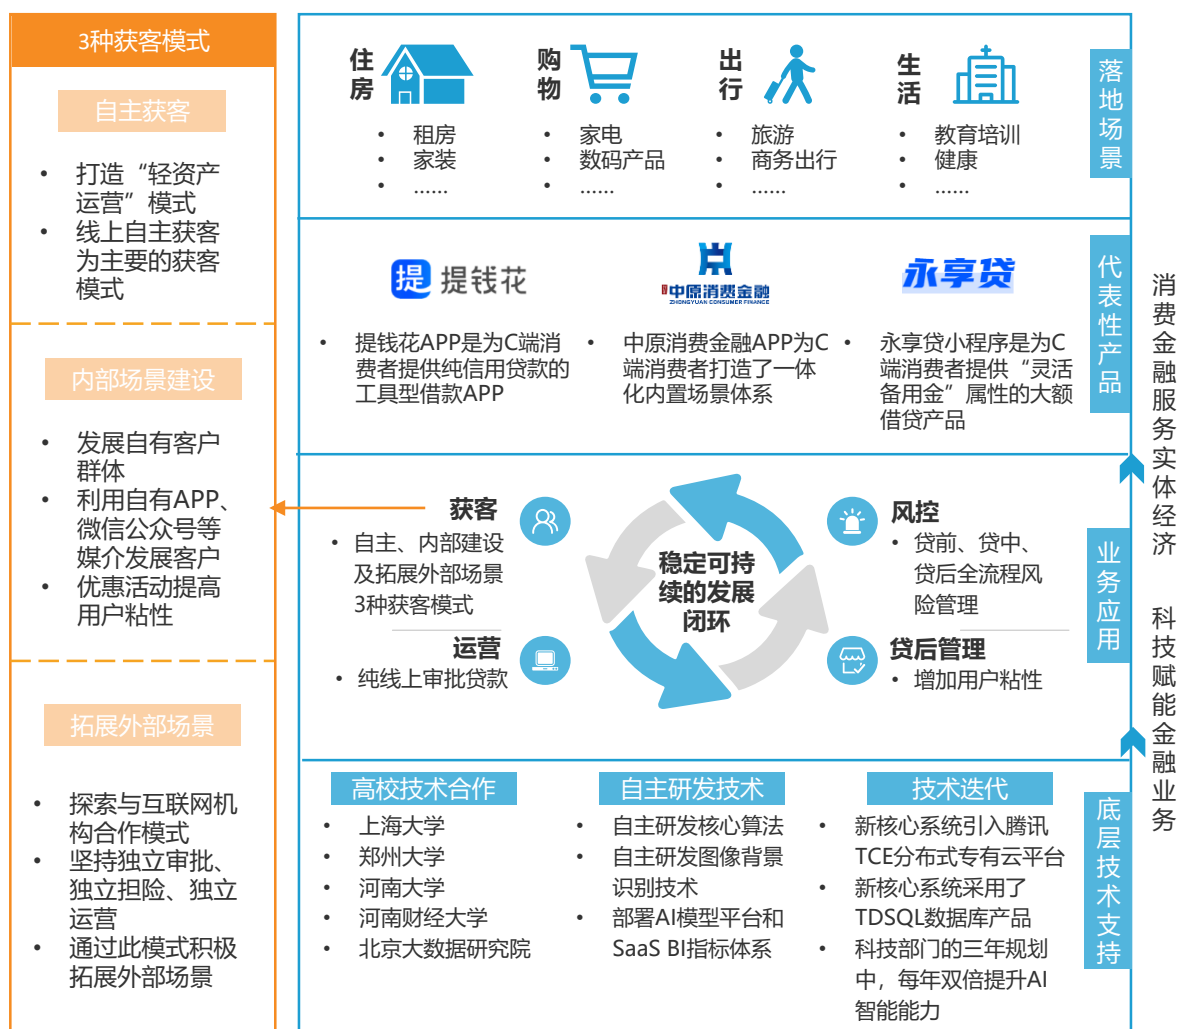 3种获客模式
自主获客
• 打造“轻资产
运营”模式
• 线上自主获客
为主要的获客
模式
内部场景建设
• 发展自有客户
群体
• 利用自有APP、
微信公众号等
媒介发展客户
• 优惠活动提高
用户粘性
拓展外部场景
• 探索与互联网机
构合作模式
• 坚持独立审批、
独立担险、独立
运营
• 通过此模式积极
拓展外部场景
住房
• 租房
• 家装
• ……
购物
• 家电
• 数码产品
• ……
出行
• 旅游
• 商务出行
• ……
生活
• 教育培训
• 健康
• ……
落地场景
提 提钱花
• 提钱花APP是为C端消
费者提供纯信用贷款的
工具型借款APP
中原消费金融
ZHONGYUAN CONSUMER FINANCE
• 中原消费金融APP为C
端消费者打造了一体
化内置场景体系
永享贷
• 永享贷小程序是为C
端消费者提供“灵活
备用金”属性的大额
借贷产品
代表性产品
获客
• 自主、内部建设
及拓展外部场景
3种获客模式
运营
• 纯线上审批贷款
稳定可持
续的发展
闭环
风控
• 贷前、贷中、
贷后全流程风
险管理
贷后管理
• 增加用户粘性
业务应用
高校技术合作
• 上海大学
• 郑州大学
• 河南大学
• 河南财经大学
• 北京大数据研究院
自主研发技术
• 自主研发核心算法
• 自主研发图像背景
识别技术
• 部署AI模型平台和
SaaS BI指标体系
技术迭代
• 新核心系统引入腾讯
TCE分布式专有云平台
• 新核心系统采用了
TDSQL数据库产品
• 科技部门的三年规划
中，每年双倍提升AI
智能能力
底层技术支持
消费金融服务实体经济
科技赋能金融业务